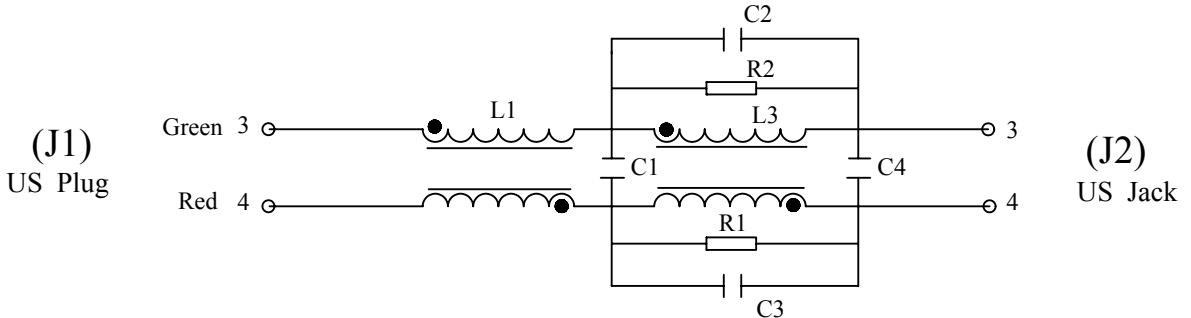 C2
R2
L1
L3
Green 3
3
(J1)
US Plug
C1
C4
(J2)
US Jack
Red 4
4
R1
C3